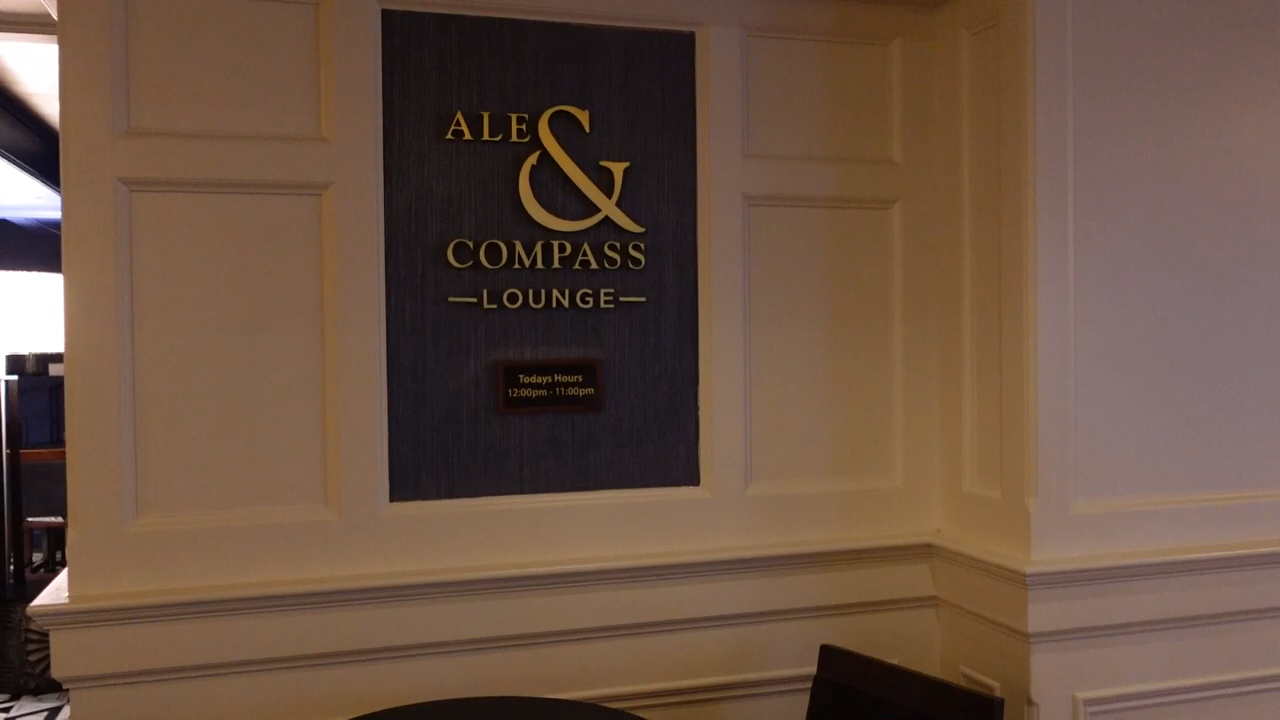 ALE &
COMPASS
—LOUNGE—
Todays Hours
12:00pm - 11:00pm